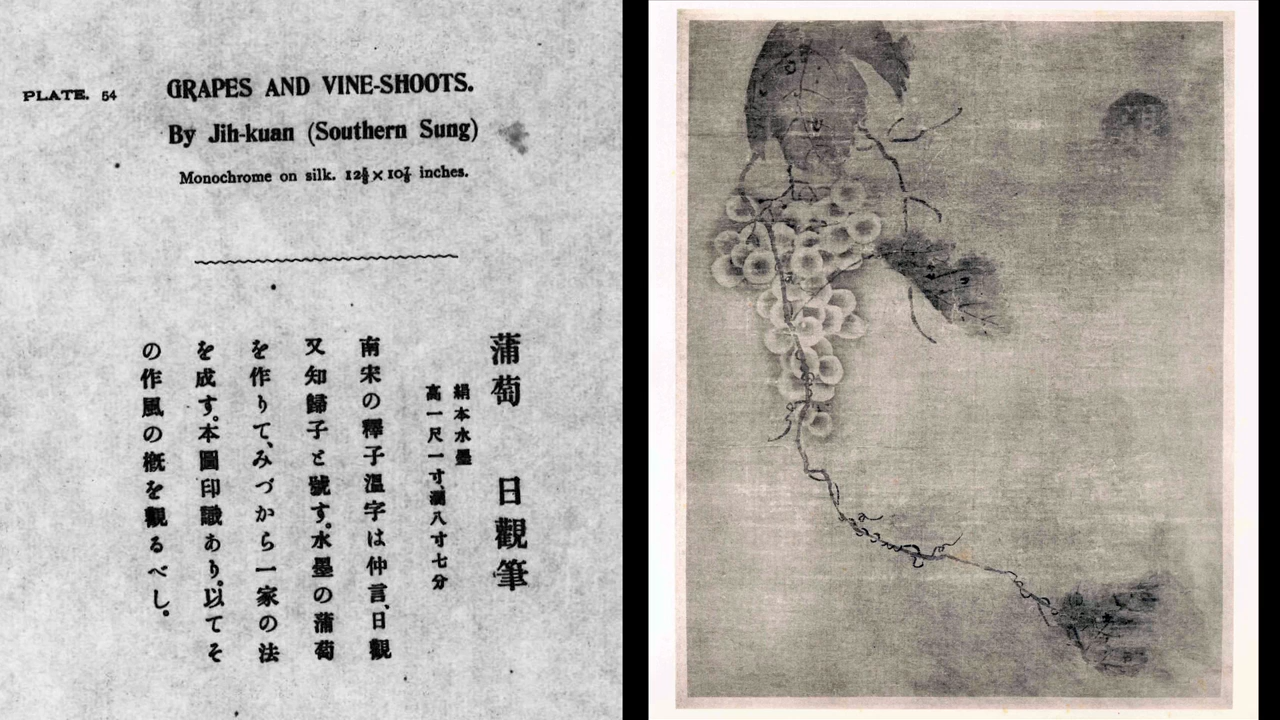 PLATE. 54
GRAPES AND VINE-SHOOTS.
By Jih-kuan (Southern Sung)
Monochrome on silk. 12⅝ × 10⅞ inches.
蒲萄 日觀筆
絹本水墨
高一尺一寸、濶八寸七分
南宋の釋子溫字は仲言、日觀
又知歸子と號す。水墨の蒲萄
を作りて、みづから一家の法
を成す。本圖印識あり。以てそ
の作風の槪を觀るべし。